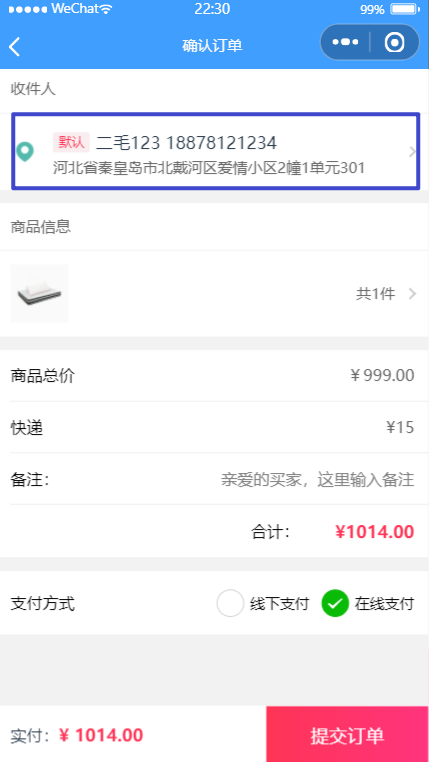 WeChat 22:30 99%
确认订单
收件人
默认 二毛123 18878121234
河北省秦皇岛市北戴河区爱情小区2幢1单元301
商品信息
共1件
商品总价 ¥999.00
快递 ¥15
备注: 亲爱的买家，这里输入备注
合计: ¥1014.00
支付方式 线下支付 在线支付
实付: ¥ 1014.00 提交订单